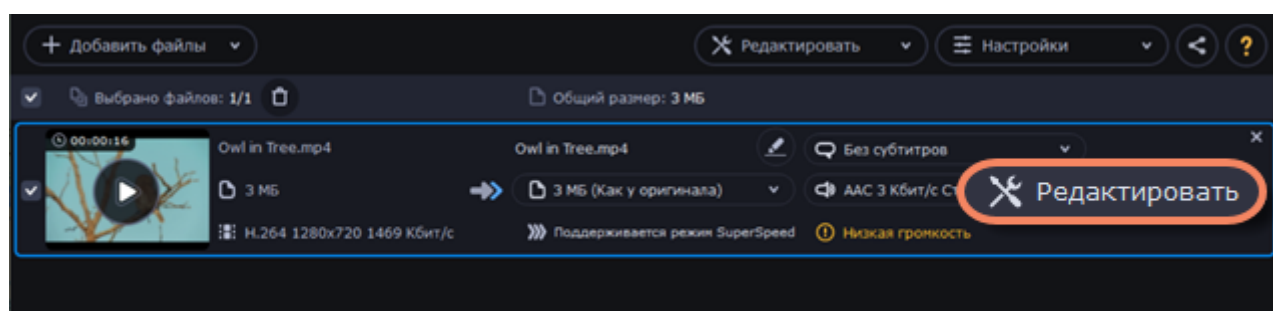 Добавить файлы Редактировать Настройки ?
Выбрано файлов: 1/1 Общий размер: 3 МБ
00:00:16 Owl in Tree.mp4 Owl in Tree.mp4 Без субтитров
3 МБ 3 МБ (Как у оригинала) AAC 3 Кбит/с Редактировать
H.264 1280x720 1469 Кбит/с Поддерживается режим SuperSpeed Низкая громкость